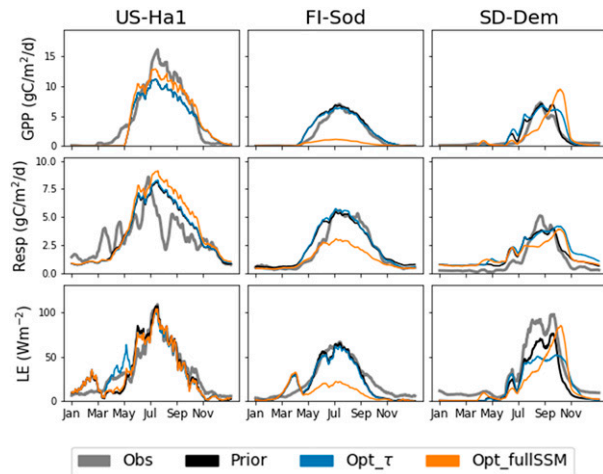 US-Ha1 FI-Sod SD-Dem
GPP (gC/m²/d)
15
10
5
0
Resp (gC/m²/d)
10.0
7.5
5.0
2.5
0.0
LE (Wm⁻²)
100
50
0
Jan Mar May Jul Sep Nov Jan Mar May Jul Sep Nov Jan Mar May Jul Sep Nov
Obs Prior Opt_τ Opt_fullSSM